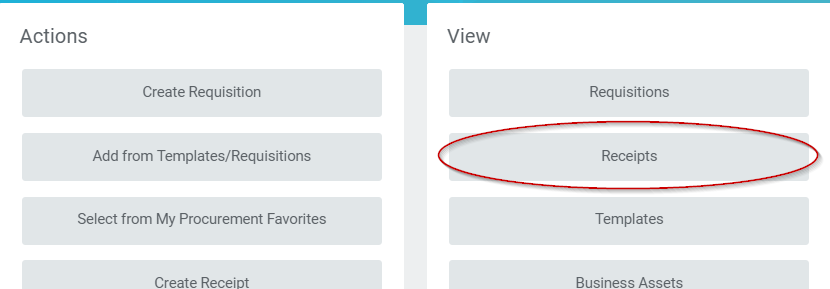 Actions
Create Requisition
Add from Templates/Requisitions
Select from My Procurement Favorites
Create Receipt
View
Requisitions
Receipts
Templates
Business Assets